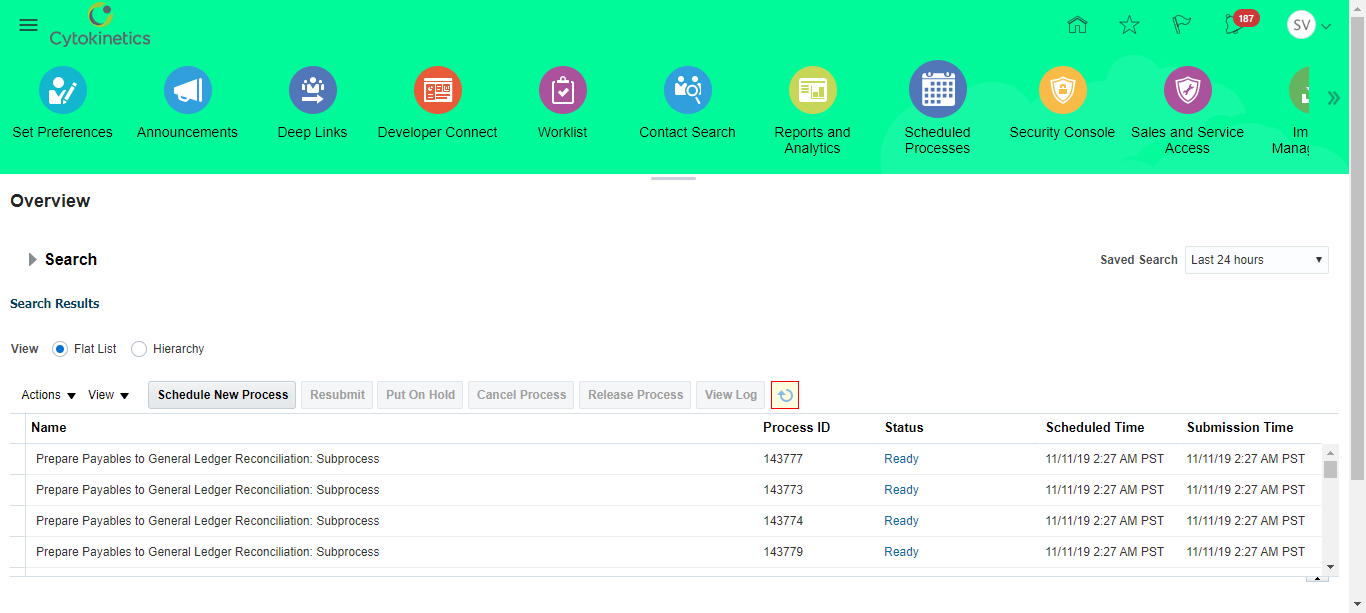 Cytokinetics
187
SV
Set Preferences
Announcements
Deep Links
Developer Connect
Worklist
Contact Search
Reports and
Analytics
Scheduled
Processes
Security Console
Sales and Service
Access
Im
Manag
Overview
Search
Saved Search Last 24 hours
Search Results
View Flat List Hierarchy
Actions View Schedule New Process Resubmit Put On Hold Cancel Process Release Process View Log
Name Process ID Status Scheduled Time Submission Time
Prepare Payables to General Ledger Reconciliation: Subprocess 143777 Ready 11/11/19 2:27 AM PST 11/11/19 2:27 AM PST
Prepare Payables to General Ledger Reconciliation: Subprocess 143773 Ready 11/11/19 2:27 AM PST 11/11/19 2:27 AM PST
Prepare Payables to General Ledger Reconciliation: Subprocess 143774 Ready 11/11/19 2:27 AM PST 11/11/19 2:27 AM PST
Prepare Payables to General Ledger Reconciliation: Subprocess 143779 Ready 11/11/19 2:27 AM PST 11/11/19 2:27 AM PST